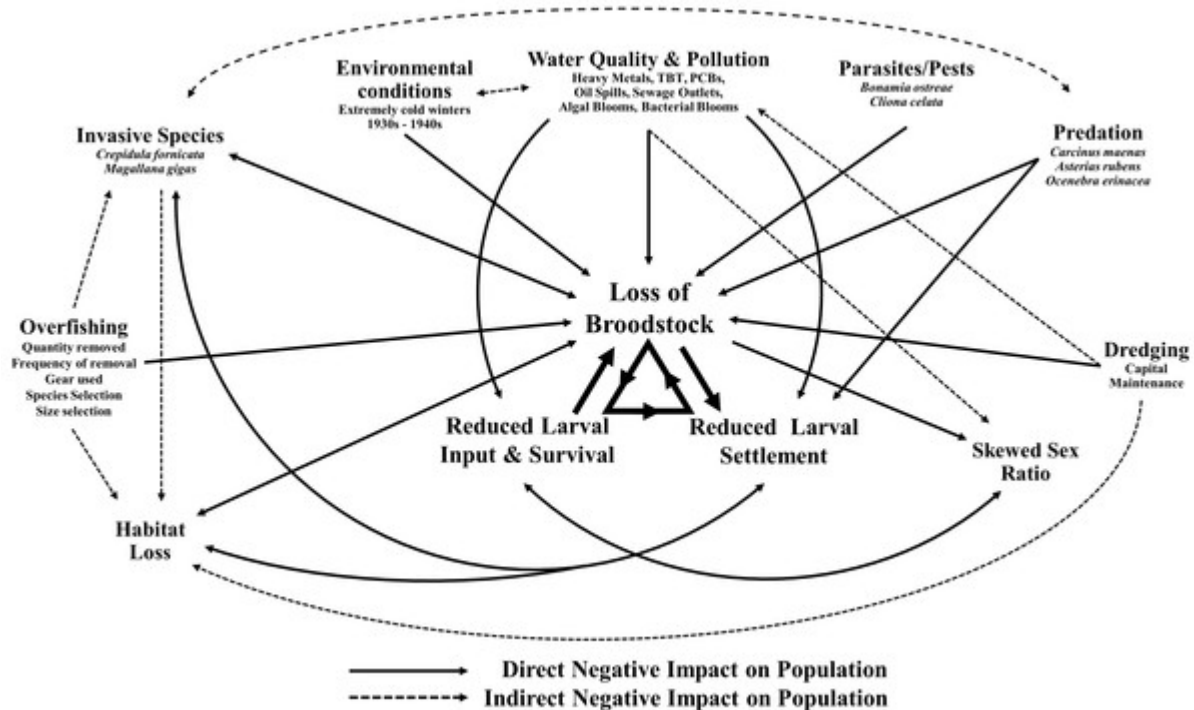 Water Quality & Pollution
Heavy Metals, TBT, PCBs,
Oil Spills, Sewage Outlets,
Algal Blooms, Bacterial Blooms
Environmental
conditions
Extremely cold winters
1930s - 1940s
Parasites/Pests
Bonamia ostreae
Cliona celata
Invasive Species
Crepidula fornicata
Magallana gigas
Predation
Carcinus maenas
Asterias rubens
Ocenebra erinacea
Loss of
Broodstock
Overfishing
Quantity removed
Frequency of removal
Gear used
Species Selection
Size selection
Dredging
Capital
Maintenance
Reduced Larval
Input & Survival
Reduced Larval
Settlement
Skewed Sex
Ratio
Habitat
Loss
Direct Negative Impact on Population
Indirect Negative Impact on Population